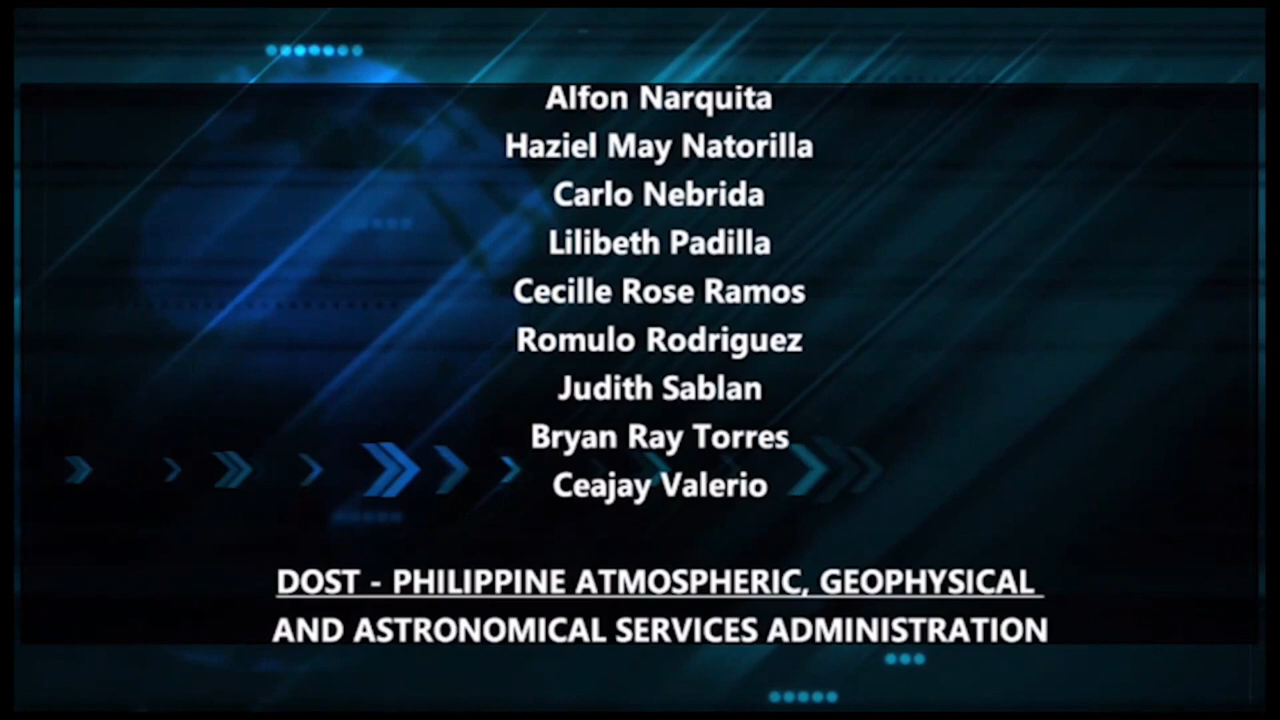 Alfon Narquita
Haziel May Natorilla
Carlo Nebrida
Lilibeth Padilla
Cecille Rose Ramos
Romulo Rodriguez
Judith Sablan
Bryan Ray Torres
Ceajay Valerio
DOST - PHILIPPINE ATMOSPHERIC, GEOPHYSICAL
AND ASTRONOMICAL SERVICES ADMINISTRATION